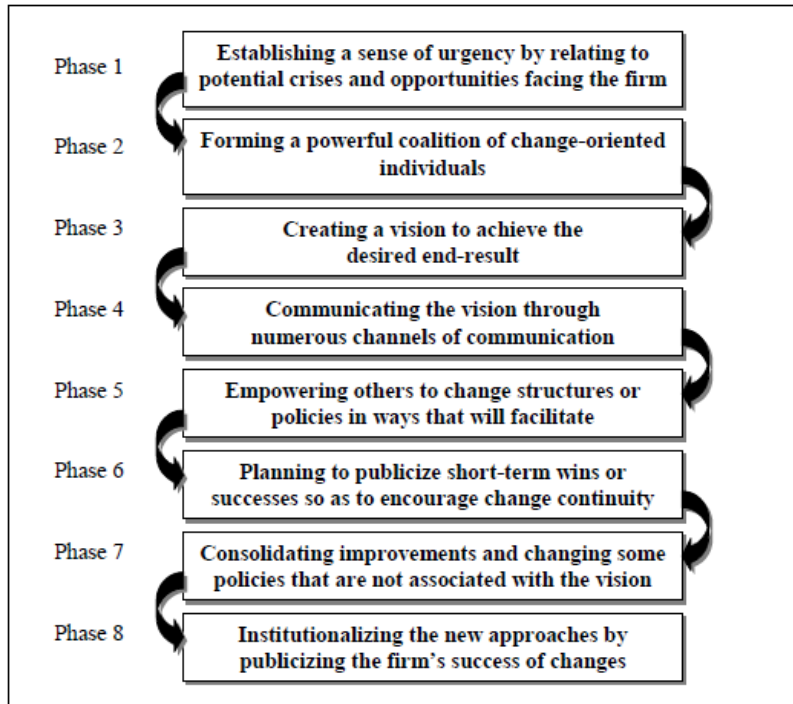 Phase 1
Establishing a sense of urgency by relating to
potential crises and opportunities facing the firm
Phase 2
Forming a powerful coalition of change-oriented
individuals
Phase 3
Creating a vision to achieve the
desired end-result
Phase 4
Communicating the vision through
numerous channels of communication
Phase 5
Empowering others to change structures or
policies in ways that will facilitate
Phase 6
Planning to publicize short-term wins or
successes so as to encourage change continuity
Phase 7
Consolidating improvements and changing some
policies that are not associated with the vision
Phase 8
Institutionalizing the new approaches by
publicizing the firm's success of changes